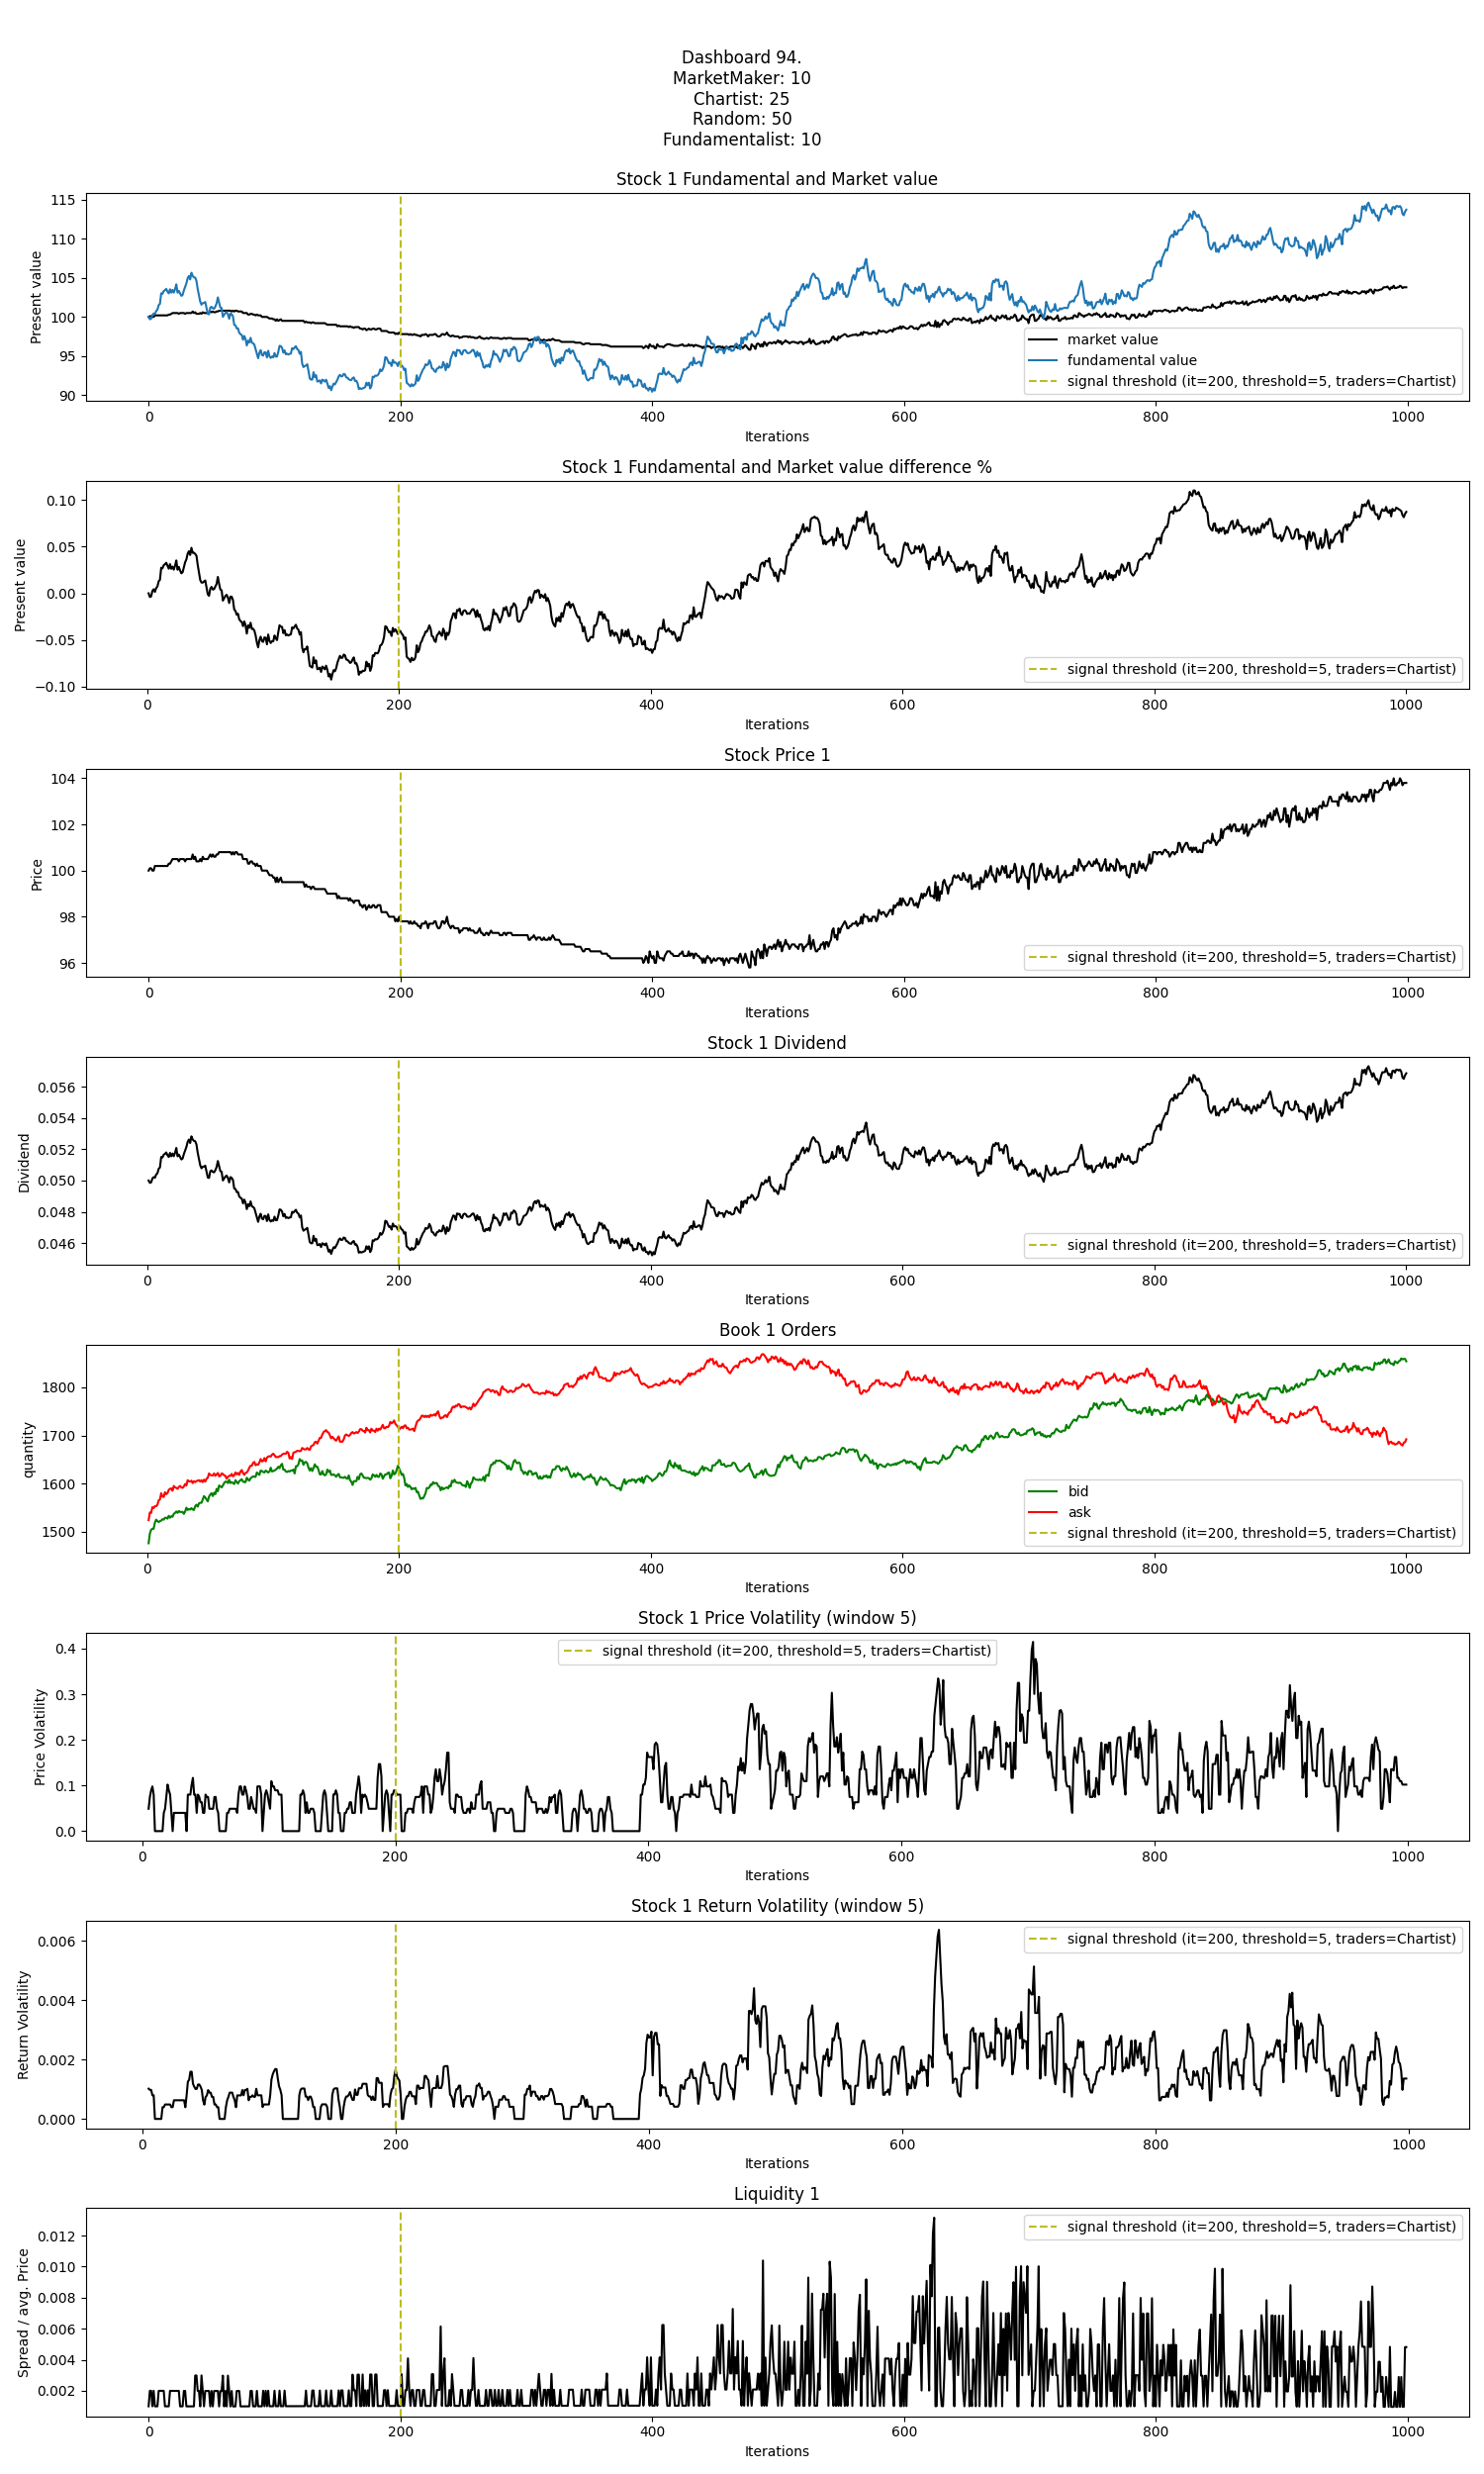 Dashboard 94.
MarketMaker: 10
Chartist: 25
Random: 50
Fundamentalist: 10
Stock 1 Fundamental and Market value
Present value
115
110
105
100
95
90
market value
fundamental value
signal threshold (it=200, threshold=5, traders=Chartist)
0 200 400 600 800 1000
Iterations
Stock 1 Fundamental and Market value difference %
Present value
0.10
0.05
0.00
−0.05
−0.10
signal threshold (it=200, threshold=5, traders=Chartist)
0 200 400 600 800 1000
Iterations
Stock Price 1
Price
104
102
100
98
96
signal threshold (it=200, threshold=5, traders=Chartist)
0 200 400 600 800 1000
Iterations
Stock 1 Dividend
Dividend
0.056
0.054
0.052
0.050
0.048
0.046
signal threshold (it=200, threshold=5, traders=Chartist)
0 200 400 600 800 1000
Iterations
Book 1 Orders
quantity
1800
1700
1600
1500
bid
ask
signal threshold (it=200, threshold=5, traders=Chartist)
0 200 400 600 800 1000
Iterations
Stock 1 Price Volatility (window 5)
Price Volatility
0.4
0.3
0.2
0.1
0.0
signal threshold (it=200, threshold=5, traders=Chartist)
0 200 400 600 800 1000
Iterations
Stock 1 Return Volatility (window 5)
Return Volatility
0.006
0.004
0.002
0.000
signal threshold (it=200, threshold=5, traders=Chartist)
0 200 400 600 800 1000
Iterations
Liquidity 1
Spread / avg. Price
0.012
0.010
0.008
0.006
0.004
0.002
signal threshold (it=200, threshold=5, traders=Chartist)
0 200 400 600 800 1000
Iterations